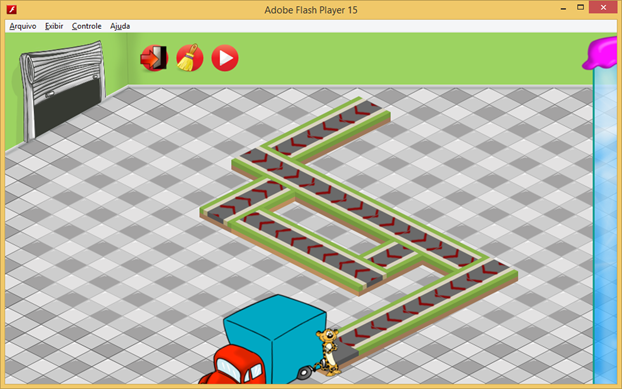 Adobe Flash Player 15
Arquivo Exibir Controle Ajuda